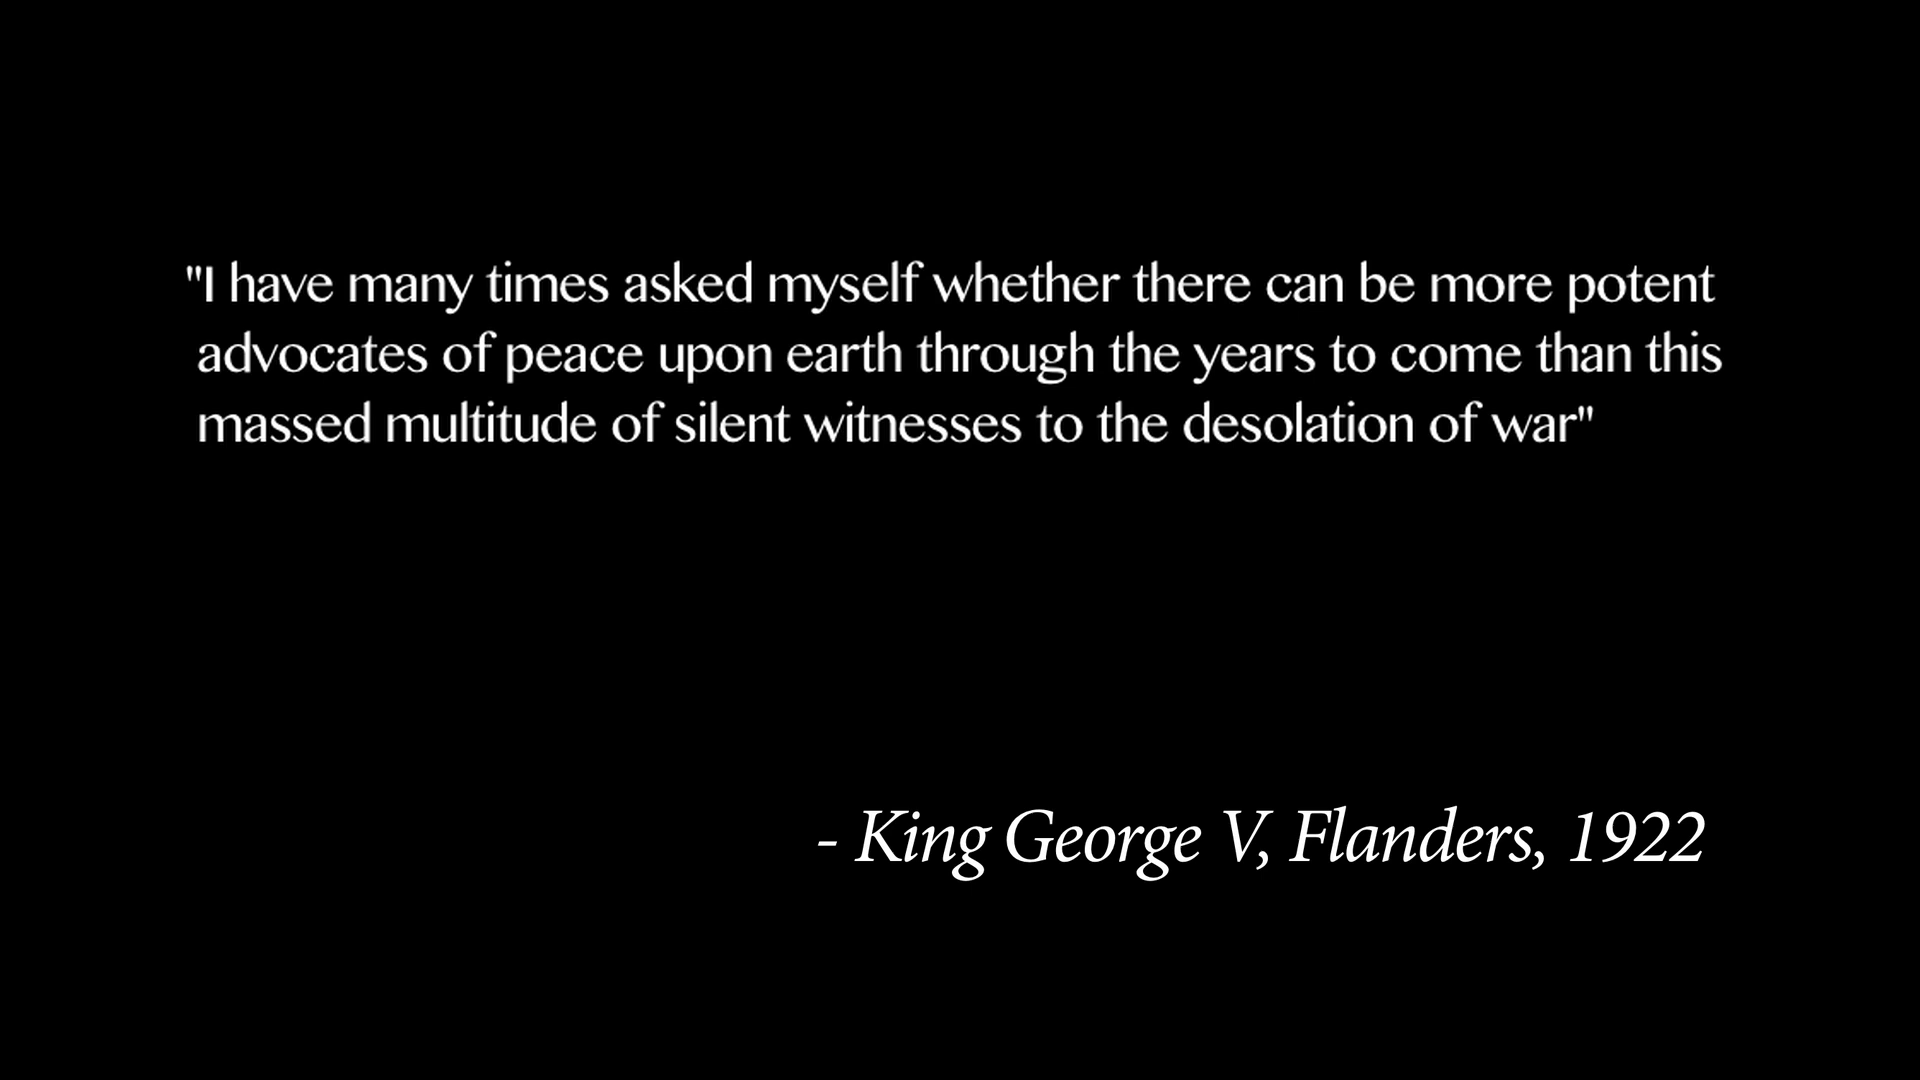 "I have many times asked myself whether there can be more potent
advocates of peace upon earth through the years to come than this
massed multitude of silent witnesses to the desolation of war"
- King George V, Flanders, 1922